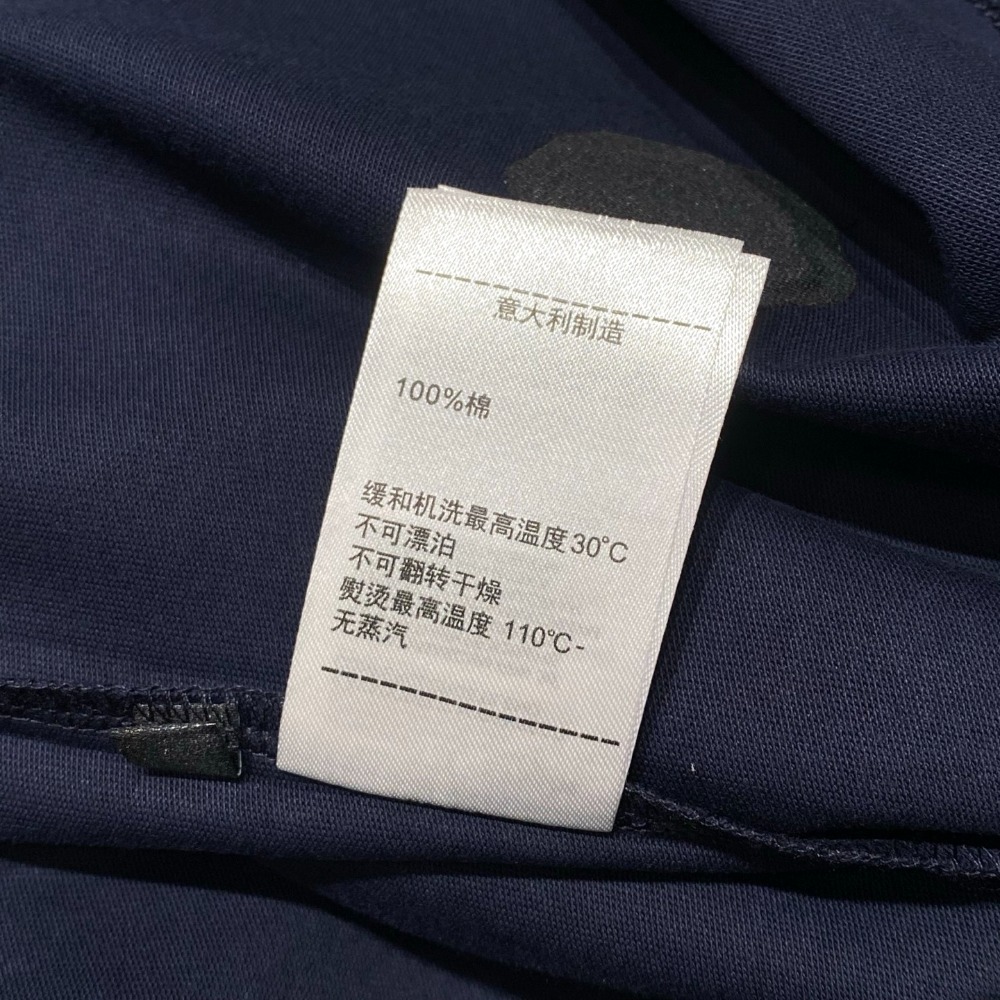 意大利制造
100%棉
缓和机洗最高温度30°C
不可漂泊
不可翻转干燥
熨烫最高温度 110℃-
无蒸汽